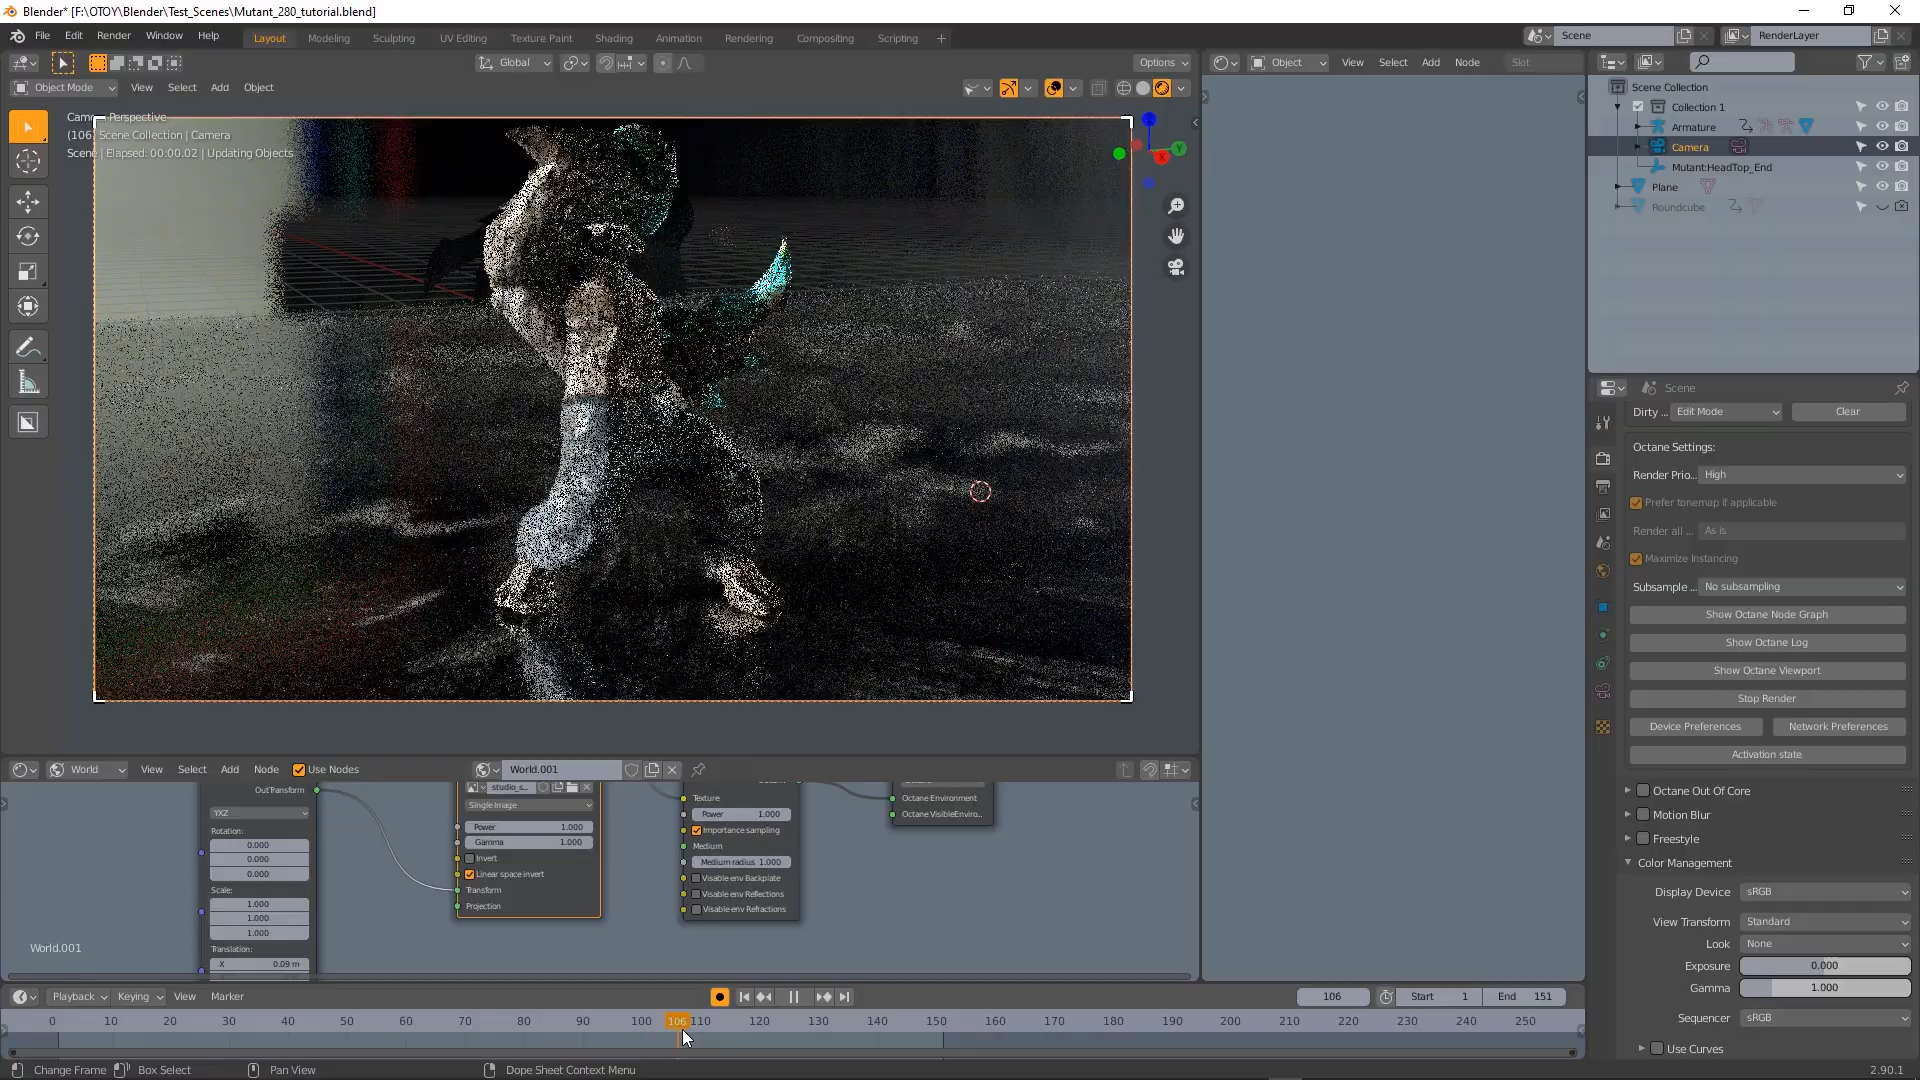 Blender* [F:\OTOY\Blender\Test_Scenes\Mutant_280_tutorial.blend]
File Edit Render Window Help Layout Modeling Sculpting UV Editing Texture Paint Shading Animation Rendering Compositing Scripting + Scene RenderLayer
Global Options Object View Select Add Node Slot
Object Mode View Select Add Object
Scene Collection
Collection 1
Armature
Camera
Mutant:HeadTop_End
Plane
Roundcube
Camera Perspective
(106) Scene Collection | Camera
Scene | Elapsed: 00:00.02 | Updating Objects
Y
X
Scene
Dirty ... Edit Mode Clear
Octane Settings:
Render Prio... High
Prefer tonemap if applicable
Render all ... As is
Maximize Instancing
Subsample ... No subsampling
Show Octane Node Graph
Show Octane Log
Show Octane Viewport
Stop Render
Device Preferences Network Preferences
Activation state
Octane Out Of Core
Motion Blur
Freestyle
Color Management
Display Device sRGB
View Transform Standard
Look None
Exposure 0.000
Gamma 1.000
Sequencer sRGB
Use Curves
World View Select Add Node Use Nodes World.001
OutTransform
YXZ
Rotation:
0.000
0.000
0.000
Scale:
1.000
1.000
1.000
Translation:
X 0.09 m
studio_s...
Single Image
Power 1.000
Gamma 1.000
Invert
Linear space invert
Transform
Projection
Texture
Power 1.000
Importance sampling
Medium
Medium radius 1.000
Visable env Backplate
Visable env Reflections
Visable env Refractions
Octane Environment
Octane VisibleEnviro..
World.001
Playback Keying View Marker 106 Start 1 End 151
0 10 20 30 40 50 60 70 80 90 100 106 110 120 130 140 150 160 170 180 190 200 210 220 230 240 250
Change Frame Box Select Pan View Dope Sheet Context Menu 2.90.1